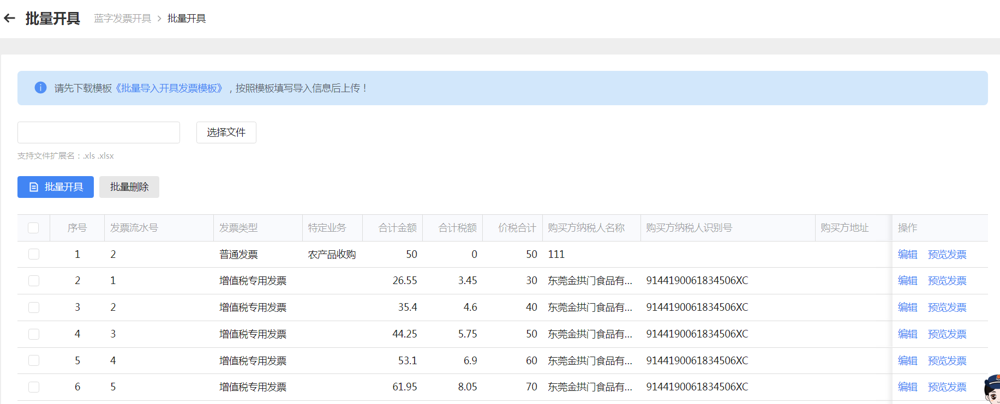 批量开具 蓝字发票开具 > 批量开具
请先下载模板《批量导入开具发票模板》，按照模板填写导入信息后上传！
选择文件
支持文件扩展名：.xls .xlsx
批量开具 批量删除
序号 发票流水号 发票类型 特定业务 合计金额 合计税额 价税合计 购买方纳税人名称 购买方纳税人识别号 购买方地址 操作
1 2 普通发票 农产品收购 50 0 50 111 编辑 预览发票
2 1 增值税专用发票 26.55 3.45 30 东莞金拱门食品有... 9144190061834506XC 编辑 预览发票
3 2 增值税专用发票 35.4 4.6 40 东莞金拱门食品有... 9144190061834506XC 编辑 预览发票
4 3 增值税专用发票 44.25 5.75 50 东莞金拱门食品有... 9144190061834506XC 编辑 预览发票
5 4 增值税专用发票 53.1 6.9 60 东莞金拱门食品有... 9144190061834506XC 编辑 预览发票
6 5 增值税专用发票 61.95 8.05 70 东莞金拱门食品有... 9144190061834506XC 编辑 预览发票